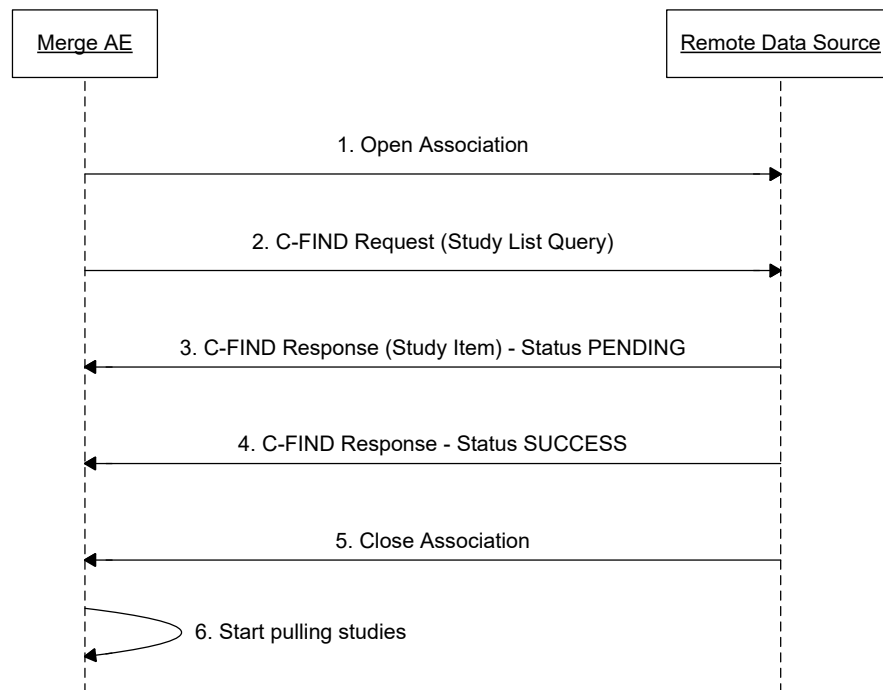 Merge AE
Remote Data Source
1. Open Association
2. C-FIND Request (Study List Query)
3. C-FIND Response (Study Item) - Status PENDING
4. C-FIND Response - Status SUCCESS
5. Close Association
6. Start pulling studies